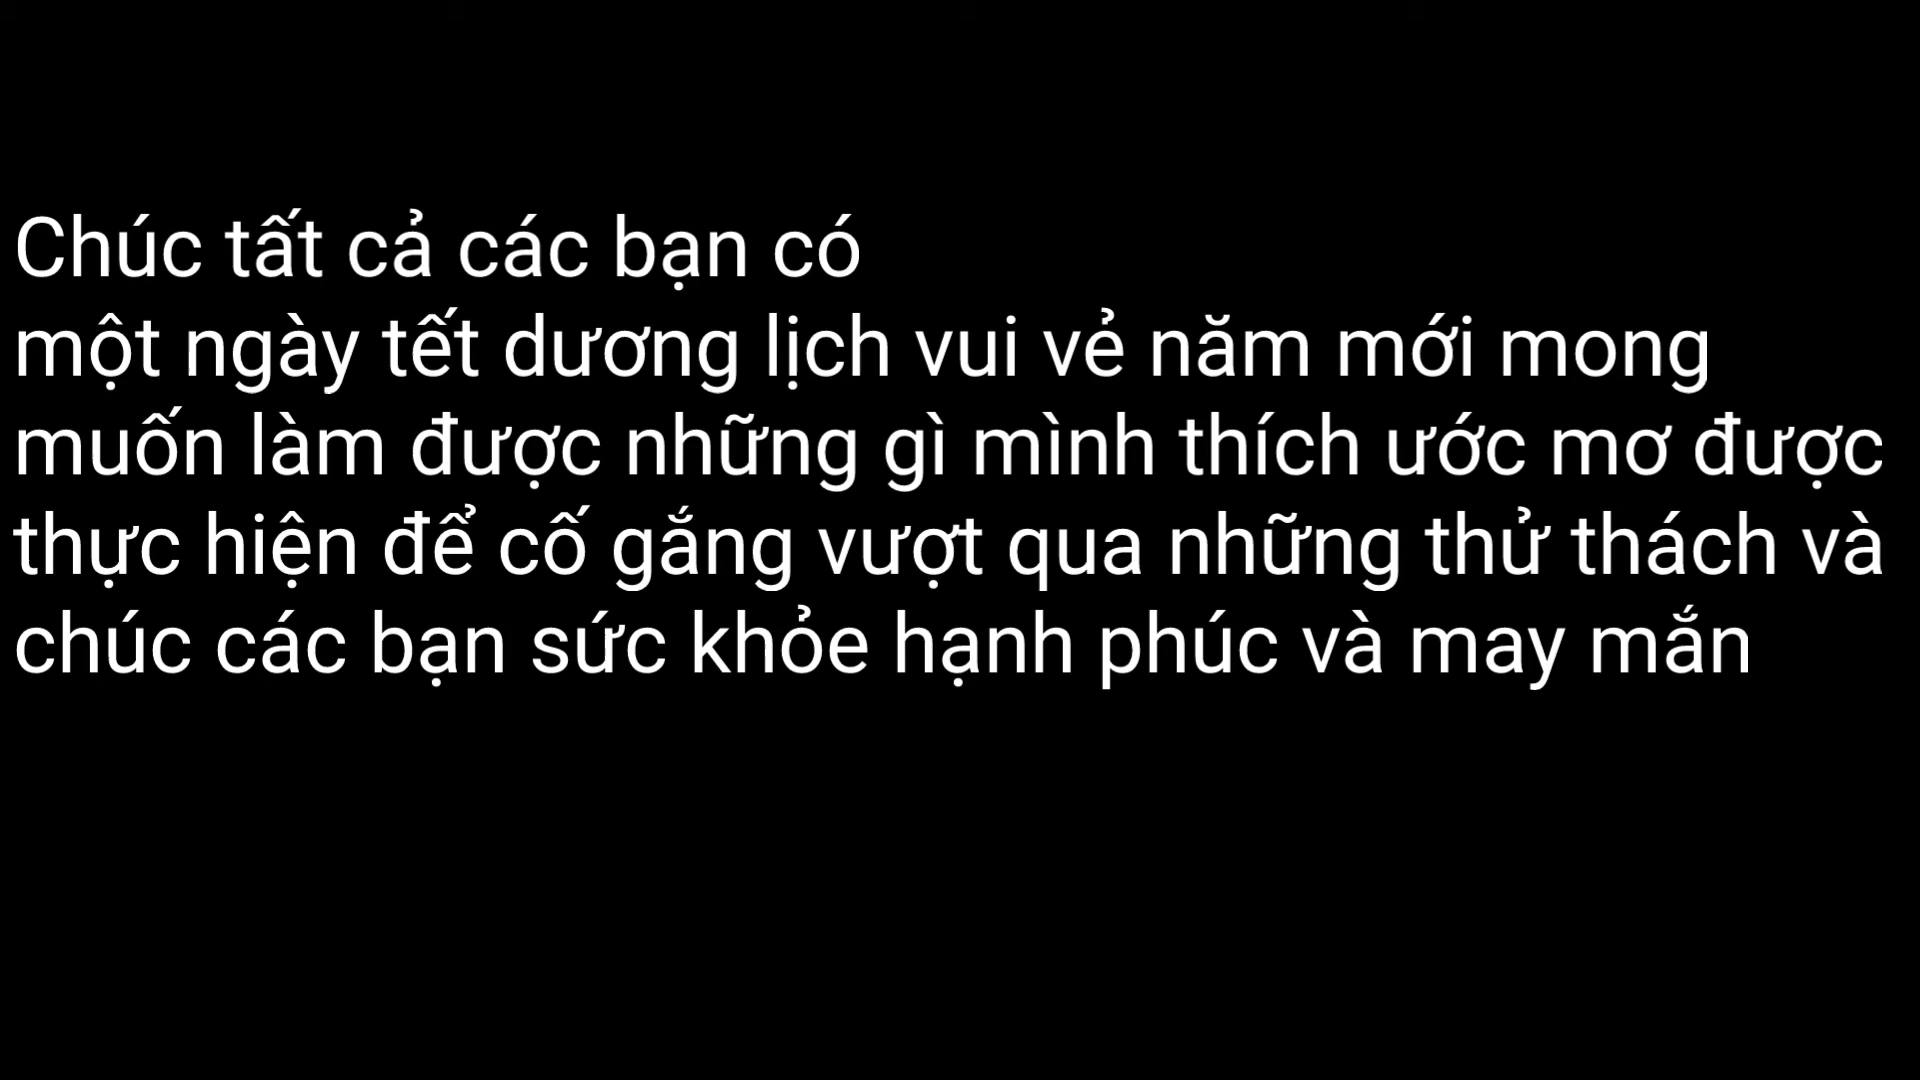 Chúc tất cả các bạn có
một ngày tết dương lịch vui vẻ năm mới mong
muốn làm được những gì mình thích ước mơ được
thực hiện để cố gắng vượt qua những thử thách và
chúc các bạn sức khỏe hạnh phúc và may mắn